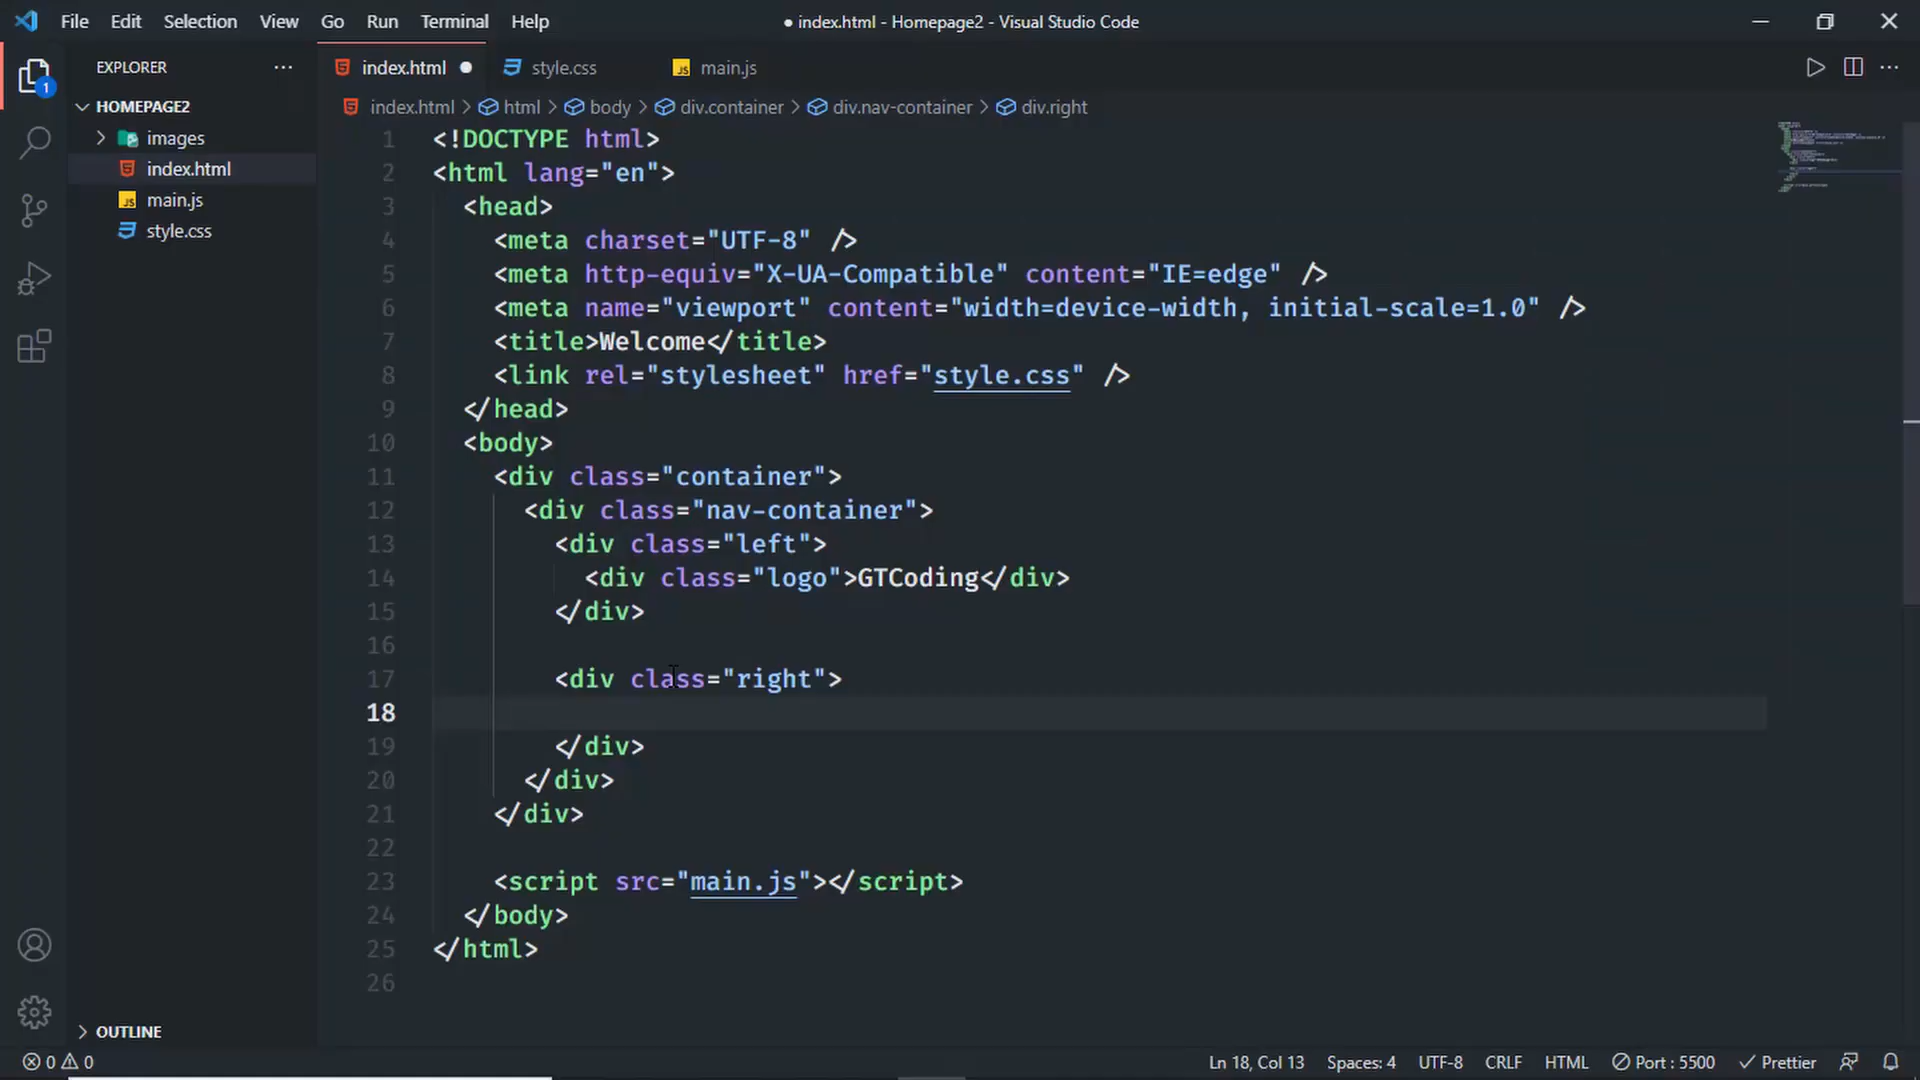 File Edit Selection View Go Run Terminal Help ● index.html - Homepage2 - Visual Studio Code
EXPLORER
index.html
style.css
main.js
HOMEPAGE2
images
index.html
main.js
style.css
OUTLINE
index.html > html > body > div.container > div.nav-container > div.right
1 <!DOCTYPE html>
2 <html lang="en">
3 <head>
4 <meta charset="UTF-8" />
5 <meta http-equiv="X-UA-Compatible" content="IE=edge" />
6 <meta name="viewport" content="width=device-width, initial-scale=1.0" />
7 <title>Welcome</title>
8 <link rel="stylesheet" href="style.css" />
9 </head>
10 <body>
11 <div class="container">
12 <div class="nav-container">
13 <div class="left">
14 <div class="logo">GTCoding</div>
15 </div>
16
17 <div class="right">
18
19 </div>
20 </div>
21 </div>
22
23 <script src="main.js"></script>
24 </body>
25 </html>
26
0 0 Ln 18, Col 13 Spaces: 4 UTF-8 CRLF HTML Port : 5500 Prettier